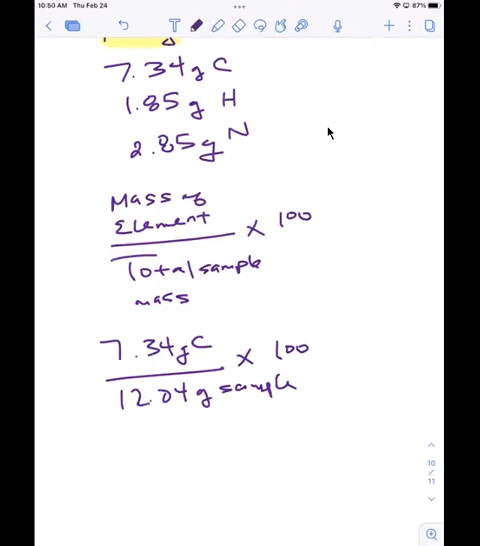 10:50 AM Thu Feb 24
87%
7.34g C
1.85g H
2.85g N
Mass of
Element
x 100
Total sample
mass
7.34gC x 100
12.04g sample
10
/
11